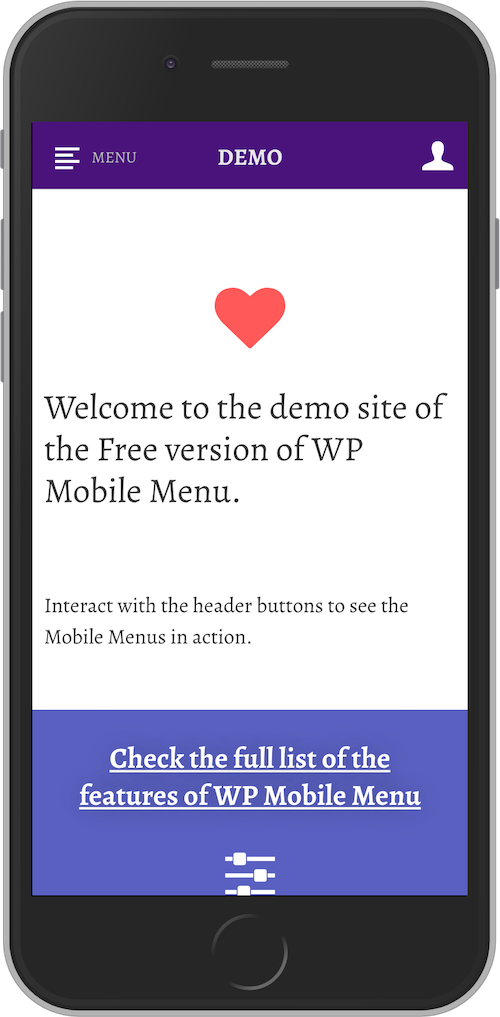 MENU DEMO
Welcome to the demo site of
the Free version of WP
Mobile Menu.
Interact with the header buttons to see the
Mobile Menus in action.
Check the full list of the
features of WP Mobile Menu